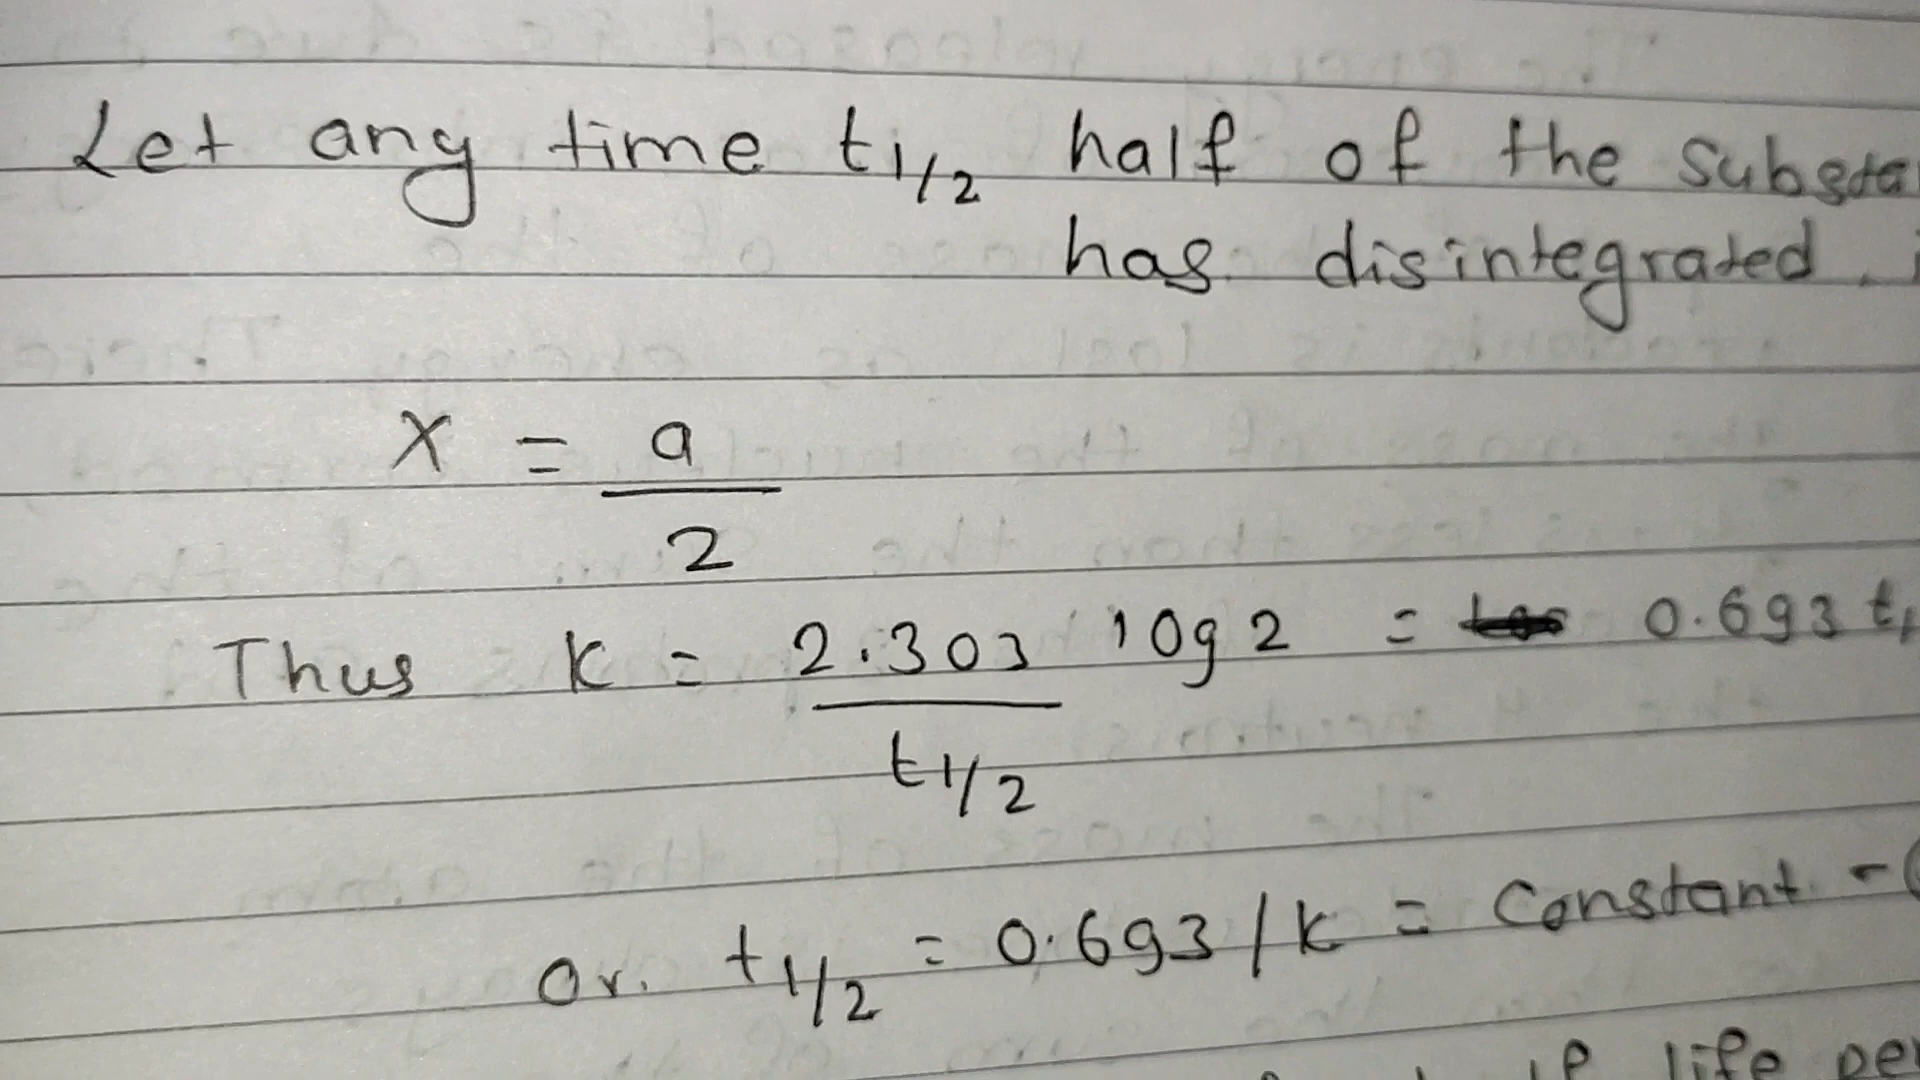 Let any time t1/2 half of the
has disintegrated.
x = a
2
Thus K = 2.303 log 2 = 0.693
t1/2
Or. t1/2 = 0.693/K = Constant -
life